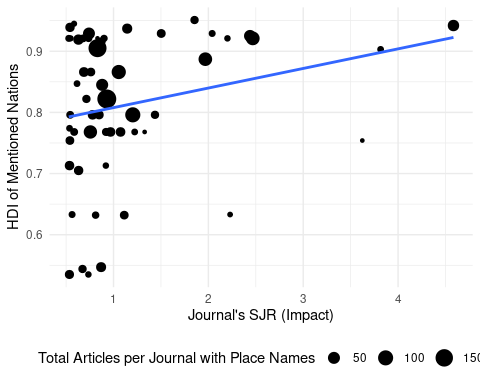 0.9
0.8
0.7
0.6
HDI of Mentioned Nations
1 2 3 4
Journal's SJR (Impact)
Total Articles per Journal with Place Names 50 100 150